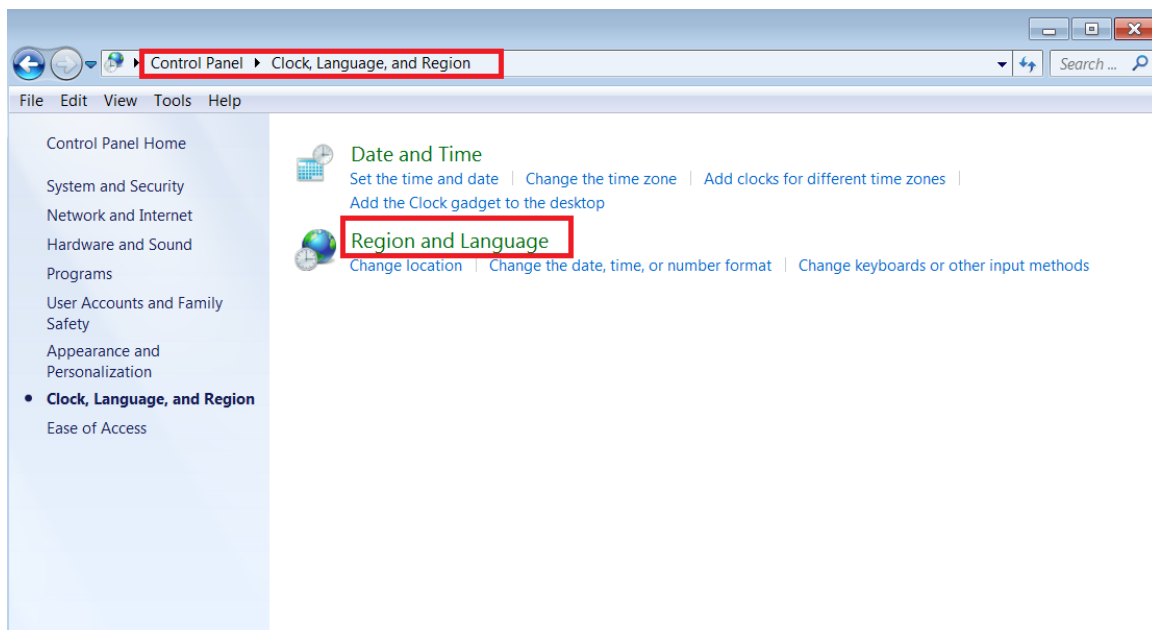 Control Panel Clock, Language, and Region
Search ...
File Edit View Tools Help
Control Panel Home
System and Security
Network and Internet
Hardware and Sound
Programs
User Accounts and Family
Safety
Appearance and
Personalization
Clock, Language, and Region
Ease of Access
Date and Time
Set the time and date Change the time zone Add clocks for different time zones
Add the Clock gadget to the desktop
Region and Language
Change location Change the date, time, or number format Change keyboards or other input methods